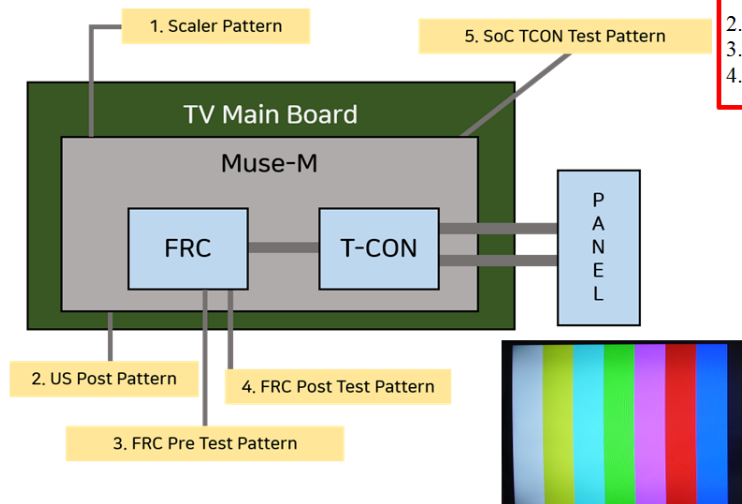 1. Scaler Pattern
5. SoC TCON Test Pattern
2.
3.
4.
TV Main Board
Muse-M
FRC
T-CON
P
A
N
E
L
2. US Post Pattern
4. FRC Post Test Pattern
3. FRC Pre Test Pattern